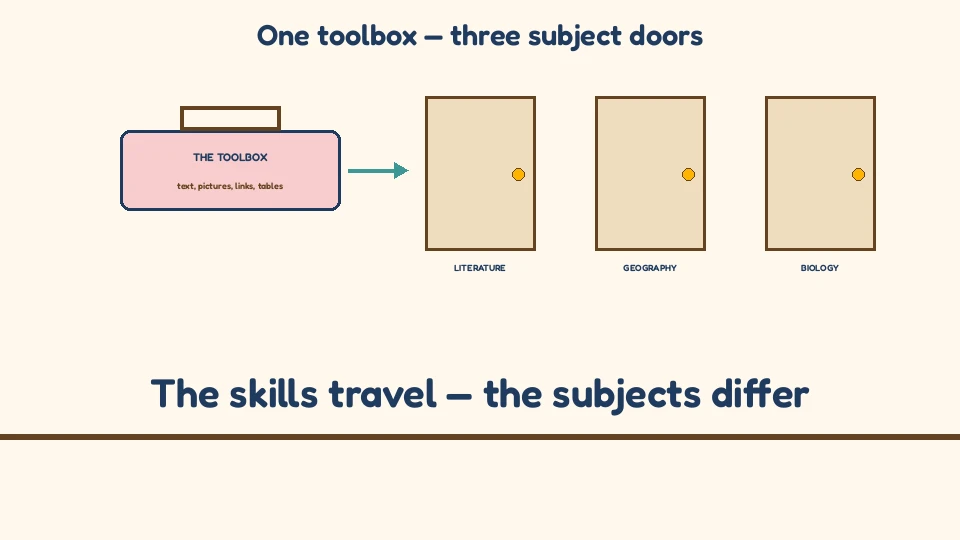 One toolbox — three subject doors
THE TOOLBOX
text, pictures, links, tables
LITERATURE
GEOGRAPHY
BIOLOGY
The skills travel — the subjects differ